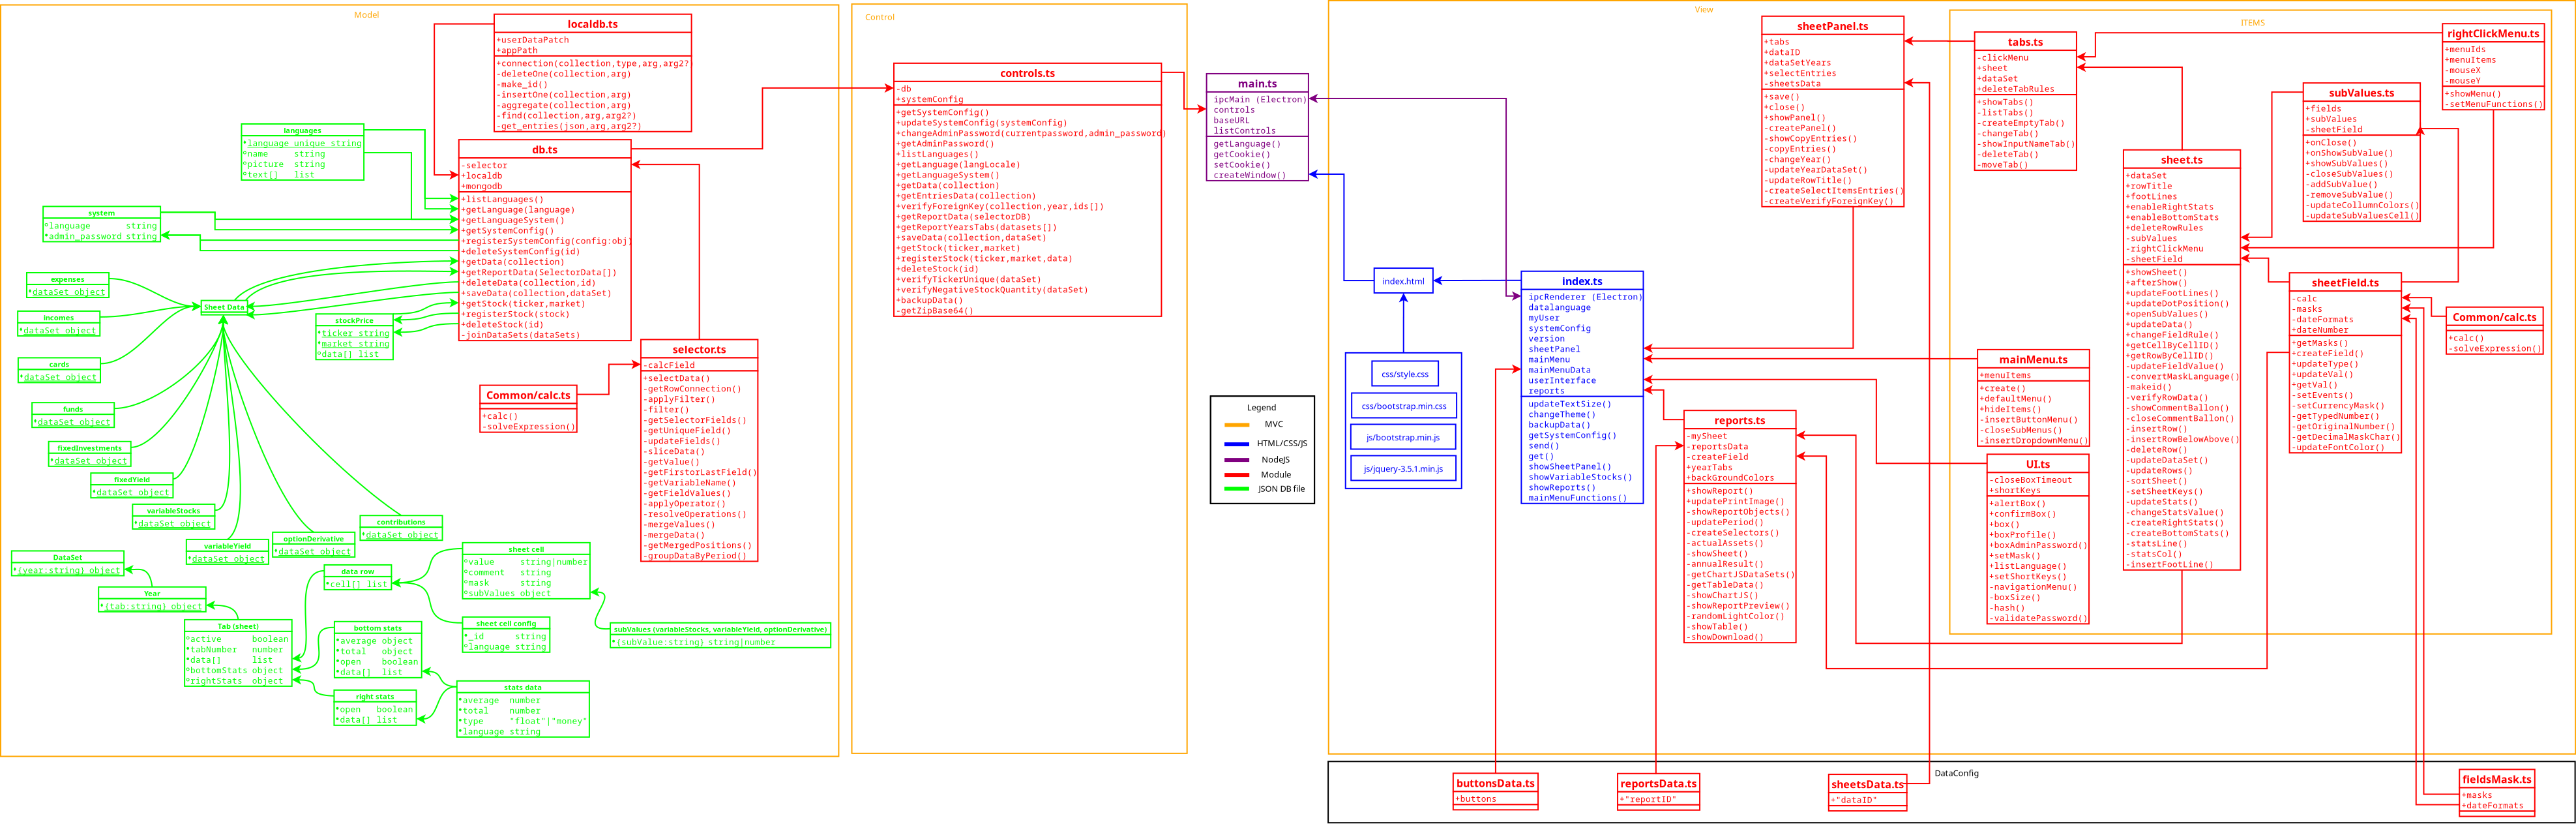 Model
localdb.ts
+userDataPatch
+appPath
+connection(collection,type,arg,arg2?)
-deleteOne(collection,arg)
-make_id()
-insertOne(collection,arg)
-aggregate(collection,arg)
-find(collection,arg,arg2?)
-get_entries(json,arg,arg2?)
languages
*language unique string
ºname string
ºpicture string
ºtext[] list
system
ºlanguage string
*admin_password string
db.ts
-selector
+localdb
+mongodb
+listLanguages()
+getLanguage(language)
+getLanguageSystem()
+getSystemConfig()
+registerSystemConfig(config:obj)
+deleteSystemConfig(id)
+getData(collection)
+getReportData(SelectorData[])
+deleteData(collection,id)
+saveData(collection,dataSet)
+getStock(ticker,market)
+registerStock(stock)
+deleteStock(id)
-joinDataSets(dataSets)
expenses
*dataSet object
incomes
*dataSet object
cards
*dataSet object
funds
*dataSet object
fixedInvestments
*dataSet object
fixedYield
*dataSet object
variableStocks
*dataSet object
variableYield
*dataSet object
optionDerivative
*dataSet object
contributions
*dataSet object
Sheet Data
stockPrice
*ticker string
*market string
ºdata[] list
Common/calc.ts
+calc()
-solveExpression()
selector.ts
-calcField
+selectData()
-getRowConnection()
-applyFilter()
-filter()
-getSelectorFields()
-getUniqueField()
-updateFields()
-sliceData()
-getValue()
-getFirstorLastField()
-getVariableName()
-getFieldValues()
-applyOperator()
-resolveOperations()
-mergeValues()
-mergeData()
-getMergedPositions()
-groupDataByPeriod()
DataSet
*{year:string} object
Year
*{tab:string} object
Tab (sheet)
ºactive boolean
*tabNumber number
*data[] list
ºbottomStats object
ºrightStats object
data row
*cell[] list
bottom stats
*average object
*total object
*open boolean
*data[] list
right stats
*open boolean
*data[] list
sheet cell
ºvalue string|number
ºcomment string
ºmask string
ºsubValues object
sheet cell config
*_id string
ºlanguage string
subValues (variableStocks, variableYield, optionDerivative)
*{subValue:string} string|number
stats data
*average number
*total number
*type "float"|"money"
*language string
Control
controls.ts
-db
+systemConfig
+getSystemConfig()
+updateSystemConfig(systemConfig)
+changeAdminPassword(currentpassword,admin_password)
+getAdminPassword()
+listLanguages()
+getLanguage(langLocale)
+getLanguageSystem()
+getData(collection)
+getEntriesData(collection)
+verifyForeignKey(collection,year,ids[])
+getReportData(selectorDB)
+getReportYearsTabs(datasets[])
+saveData(collection,dataSet)
+getStock(ticker,market)
+registerStock(ticker,market,data)
+deleteStock(id)
+verifyTickerUnique(dataSet)
+verifyNegativeStockQuantity(dataSet)
+backupData()
-getZipBase64()
main.ts
ipcMain (Electron)
controls
baseURL
listControls
getLanguage()
getCookie()
setCookie()
createWindow()
Legend
MVC
HTML/CSS/JS
NodeJS
Module
JSON DB file
View
index.html
css/style.css
css/bootstrap.min.css
js/bootstrap.min.js
js/jquery-3.5.1.min.js
index.ts
ipcRenderer (Electron)
datalanguage
myUser
systemConfig
version
sheetPanel
mainMenu
mainMenuData
userInterface
reports
updateTextSize()
changeTheme()
backupData()
getSystemConfig()
send()
get()
showSheetPanel()
showVariableStocks()
showReports()
mainMenuFunctions()
sheetPanel.ts
+tabs
+dataID
+dataSetYears
+selectEntries
-sheetsData
+save()
+close()
+showPanel()
-createPanel()
-showCopyEntries()
-copyEntries()
-changeYear()
-updateYearDataSet()
-updateRowTitle()
-createSelectItemsEntries()
-createVerifyForeignKey()
reports.ts
-mySheet
-reportsData
-createField
+yearTabs
+backGroundColors
+showReport()
+updatePrintImage()
-showReportObjects()
-updatePeriod()
-createSelectors()
-actualAssets()
-showSheet()
-annualResult()
-getChartJSDataSets()
-getTableData()
-showChartJS()
-showReportPreview()
-randomLightColor()
-showTable()
-showDownload()
ITEMS
tabs.ts
-clickMenu
+sheet
+dataSet
+deleteTabRules
+showTabs()
-listTabs()
-createEmptyTab()
-changeTab()
-showInputNameTab()
-deleteTab()
-moveTab()
mainMenu.ts
+menuItems
+create()
+defaultMenu()
+hideItems()
-insertButtonMenu()
-closeSubMenus()
-insertDropdownMenu()
UI.ts
-closeBoxTimeout
+shortKeys
+alertBox()
+confirmBox()
+box()
+boxProfile()
+boxAdminPassword()
+setMask()
+listLanguage()
+setShortKeys()
-navigationMenu()
-boxSize()
-hash()
-validatePassword()
sheet.ts
+dataSet
+rowTitle
+footLines
+enableRightStats
+enableBottomStats
+deleteRowRules
-subValues
-rightClickMenu
-sheetField
+showSheet()
+afterShow()
+updateFootLines()
+updateDotPosition()
+openSubValues()
+updateData()
+changeFieldRule()
+getCellByCellID()
+getRowByCellID()
-updateFieldValue()
-convertMaskLanguage()
-makeid()
-verifyRowData()
-showCommentBallon()
-closeCommentBallon()
-insertRow()
-insertRowBelowAbove()
-deleteRow()
-updateDataSet()
-updateRows()
-sortSheet()
-setSheetKeys()
-updateStats()
-changeStatsValue()
-createRightStats()
-createBottomStats()
-statsLine()
-statsCol()
-insertFootLine()
rightClickMenu.ts
+menuIds
+menuItems
-mouseX
-mouseY
+showMenu()
-setMenuFunctions()
subValues.ts
+fields
+subValues
-sheetField
+onClose()
+onShowSubValue()
+showSubValues()
-closeSubValues()
-addSubValue()
-removeSubValue()
-updateCollumnColors()
-updateSubValuesCell()
sheetField.ts
-calc
-masks
-dateFormats
+dateNumber
+getMasks()
+createField()
+updateType()
+updateVal()
+getVal()
-setEvents()
-setCurrencyMask()
-getTypedNumber()
-getOriginalNumber()
-getDecimalMaskChar()
-updateFontColor()
Common/calc.ts
+calc()
-solveExpression()
DataConfig
buttonsData.ts
+buttons
reportsData.ts
+"reportID"
sheetsData.ts
+"dataID"
fieldsMask.ts
+masks
+dateFormats